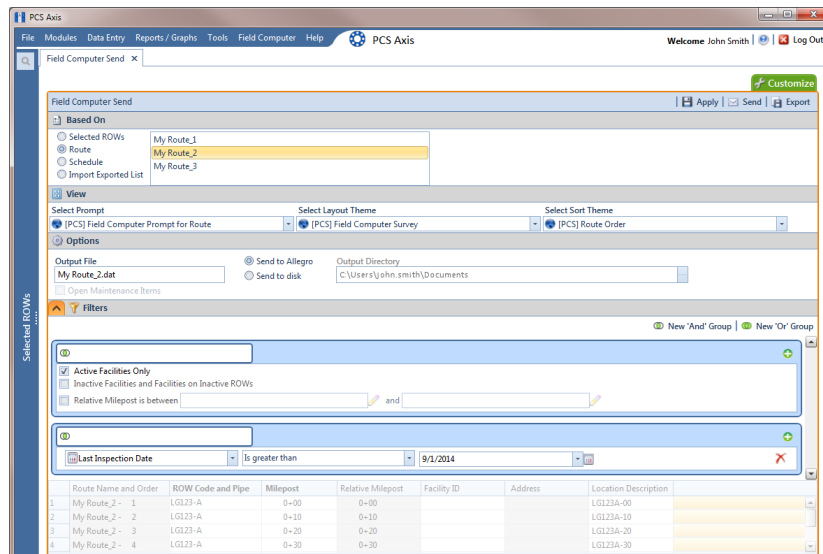 PCS Axis
File Modules Data Entry Reports / Graphs Tools Field Computer Help PCS Axis Welcome John Smith Log Out
Field Computer Send
Customize
Field Computer Send Apply Send Export
Based On
Selected ROWs
Route
Schedule
Import Exported List
My Route_1
My Route_2
My Route_3
View
Select Prompt Select Layout Theme Select Sort Theme
[PCS] Field Computer Prompt for Route [PCS] Field Computer Survey [PCS] Route Order
Options
Output File Send to Allegro Output Directory
My Route_2.dat Send to disk C:\Users\john.smith\Documents
Open Maintenance Items
Selected ROWs
Filters
New 'And' Group New 'Or' Group
Active Facilities Only
Inactive Facilities and Facilities on Inactive ROWs
Relative Milepost is between and
Last Inspection Date Is greater than 9/1/2014
Route Name and Order ROW Code and Pipe Milepost Relative Milepost Facility ID Address Location Description
1 My Route_2 - 1 LG123-A 0+00 0+00 LG123A-00
2 My Route_2 - 2 LG123-A 0+10 0+10 LG123A-10
3 My Route_2 - 3 LG123-A 0+20 0+20 LG123A-20
4 My Route_2 - 4 LG123-A 0+30 0+30 LG123A-30